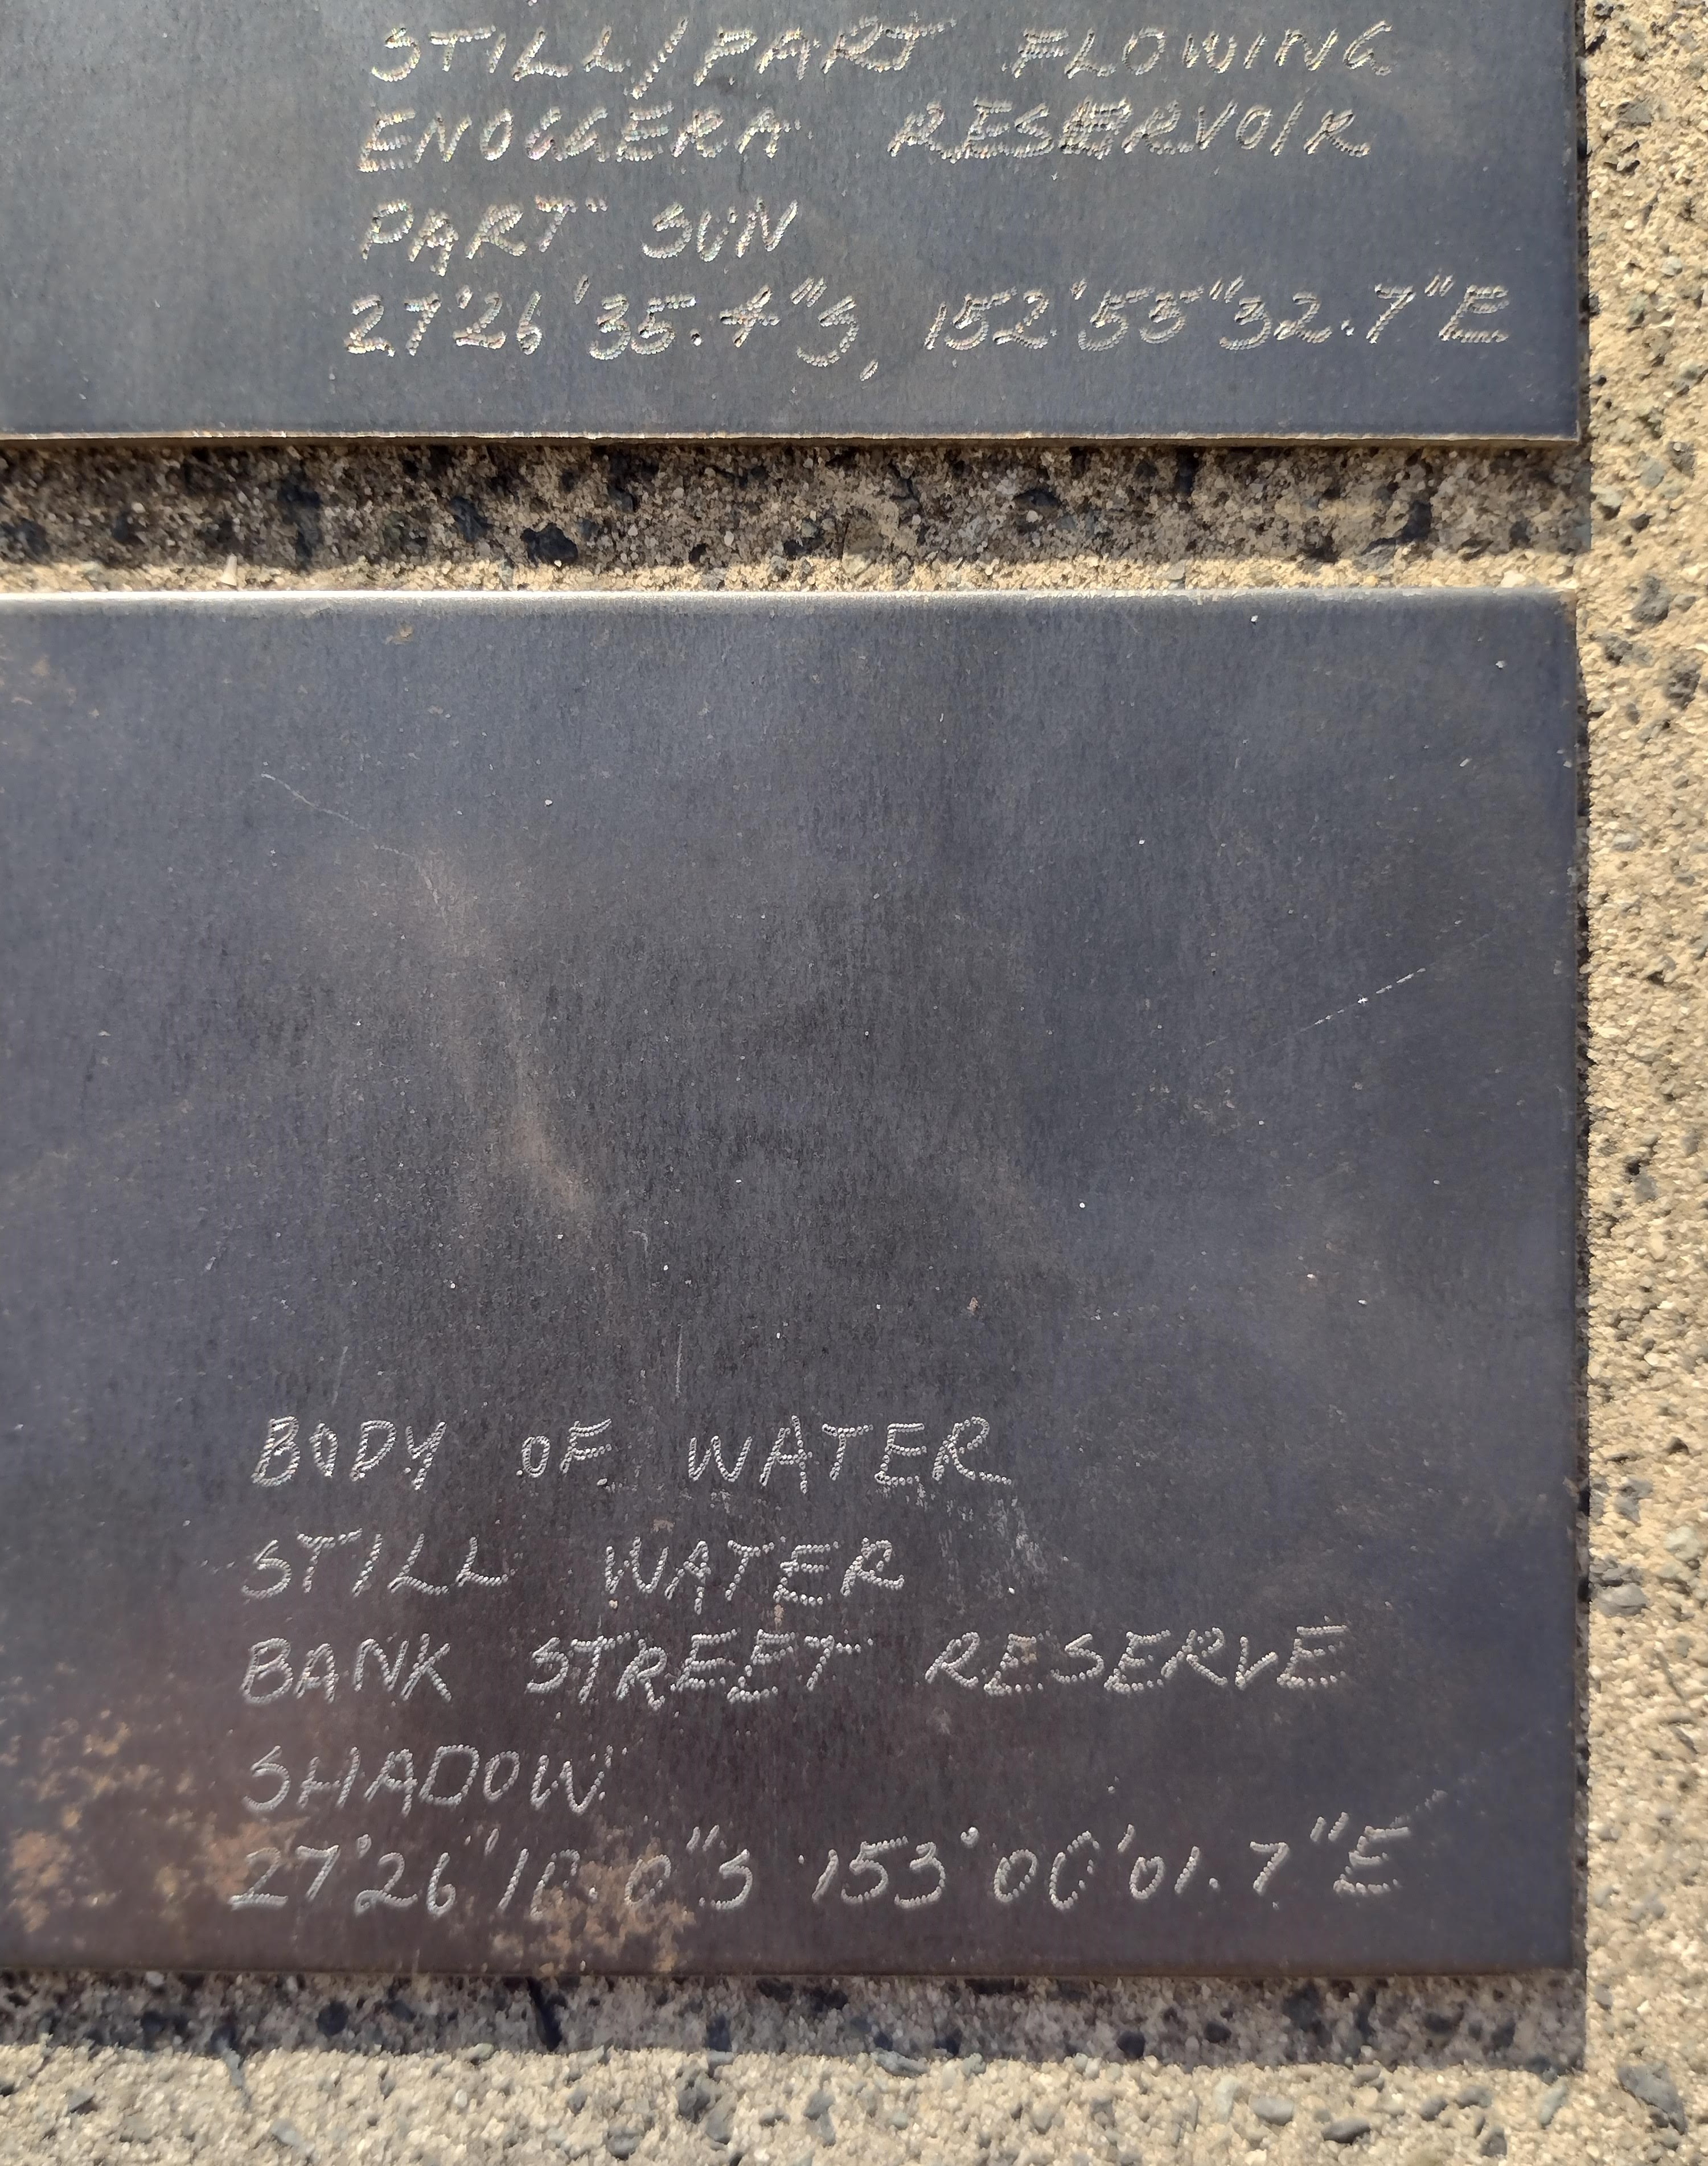 STILL/PART FLOWING
ENOGGERA RESERVOIR
PART SUN
27'26'35.4"S, 152'55"32.7"E
BODY OF WATER
STILL WATER
BANK STREET RESERVE
SHADOW
27°26'10.0"S 153°00'01.7"E